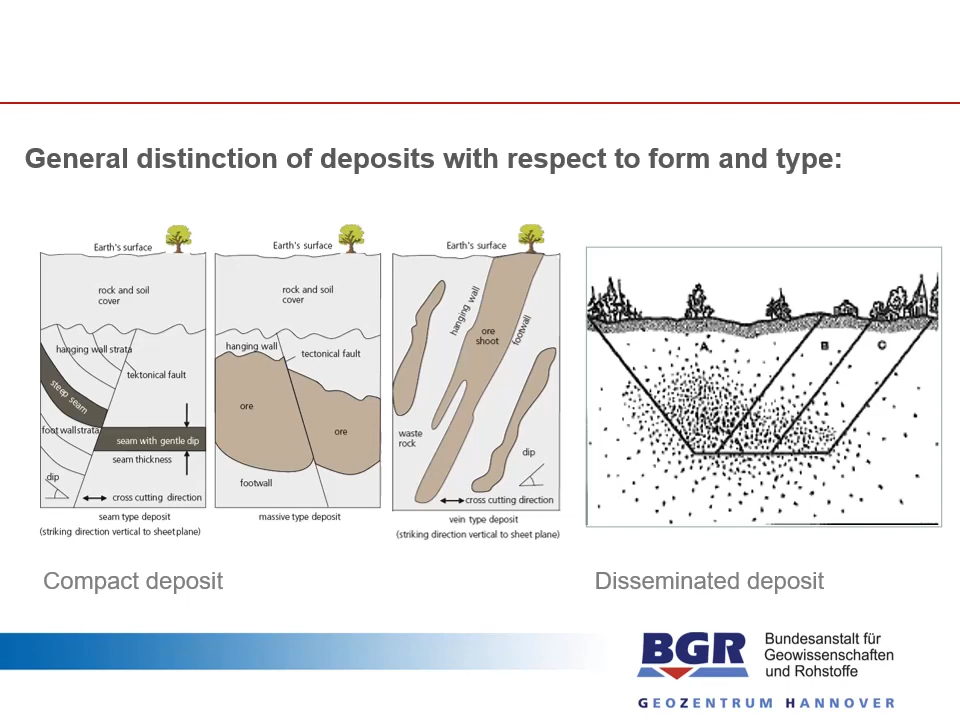 General distinction of deposits with respect to form and type:
Earth's surface
rock and soil
cover
hanging wall strata
tektonical fault
steep seam
foot wall strata
seam with gentle dip
seam thickness
dip
cross cutting direction
seam type deposit
(striking direction vertical to sheet plane)
Earth's surface
rock and soil
cover
hanging wall
tectonical fault
ore
ore
footwall
massive type deposit
Earth's surface
hanging wall
ore
shoot
footwall
waste
rock
dip
cross cutting direction
vein type deposit
(striking direction vertical to sheet plane)
A
B
C
Compact deposit
Disseminated deposit
BGR
Bundesanstalt für
Geowissenschaften
und Rohstoffe
GEOZENTRUM HANNOVER